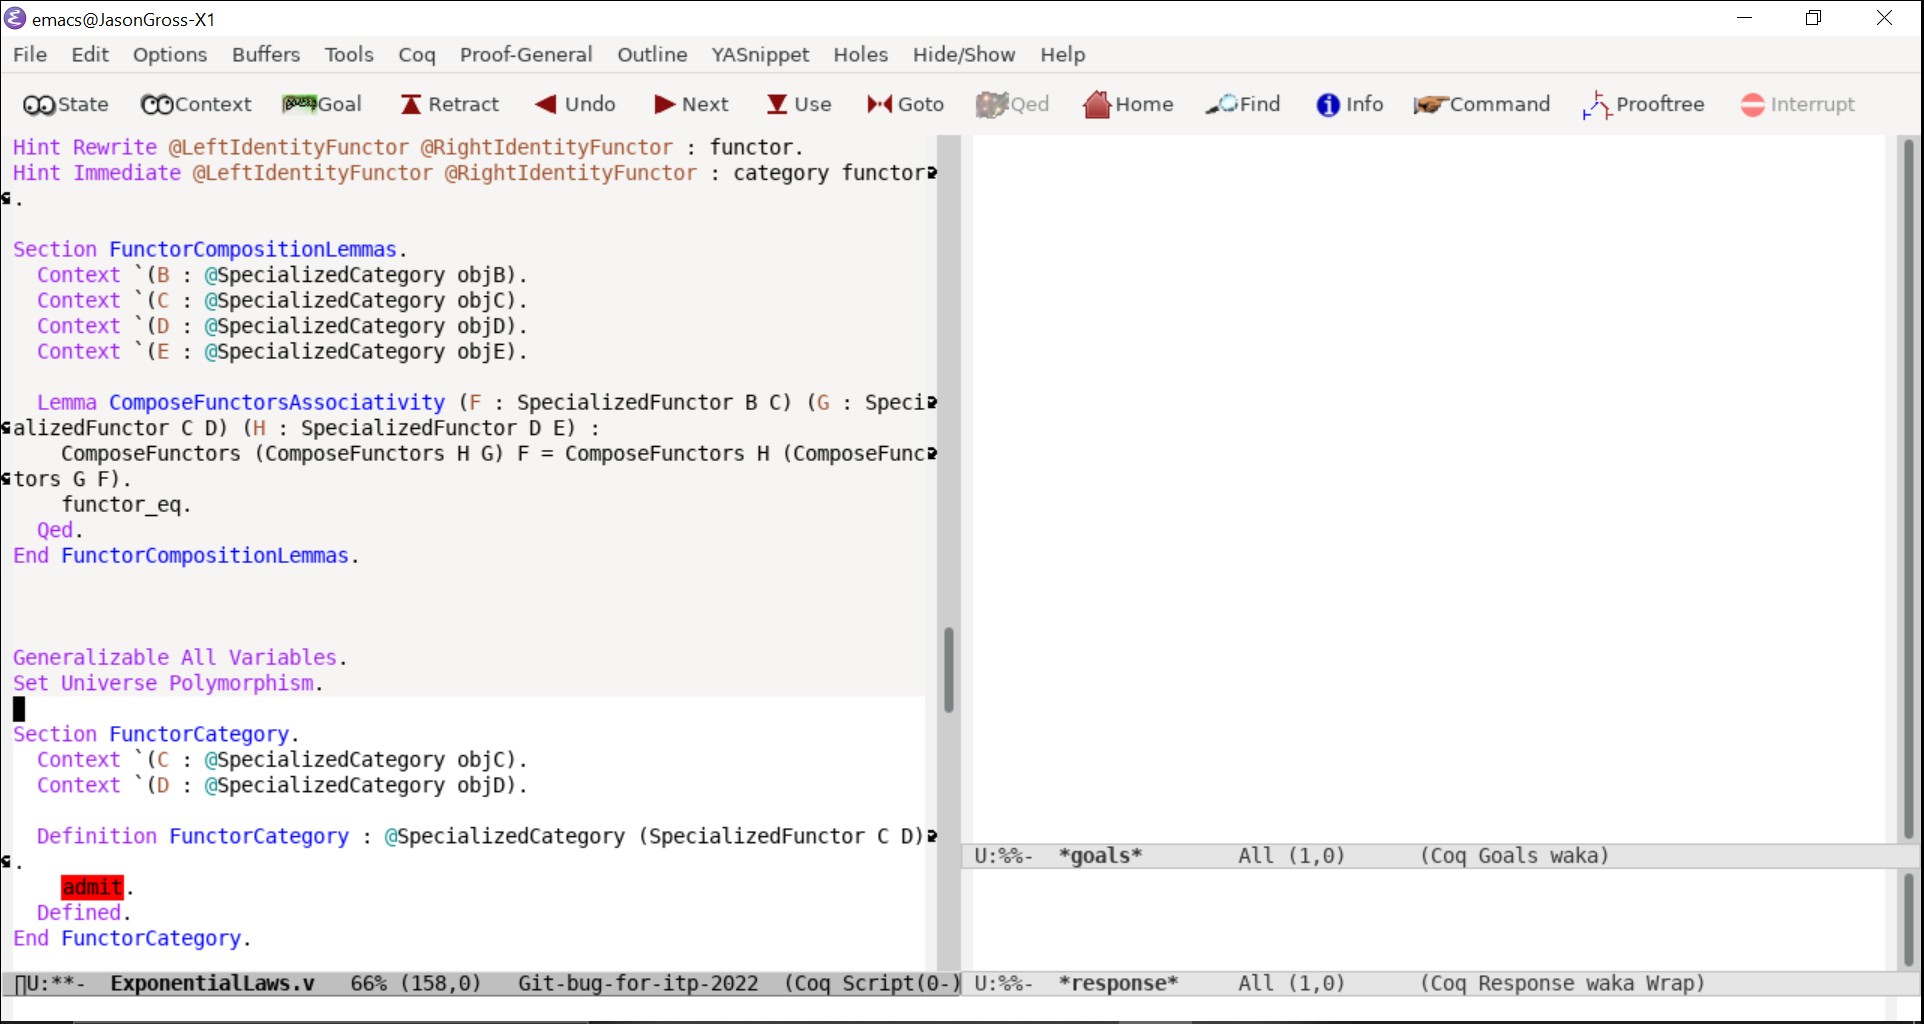 emacs@JasonGross-X1
File Edit Options Buffers Tools Coq Proof-General Outline YASnippet Holes Hide/Show Help
State Context Goal Retract Undo Next Use Goto Qed Home Find Info Command Prooftree Interrupt
Hint Rewrite @LeftIdentityFunctor @RightIdentityFunctor : functor.
Hint Immediate @LeftIdentityFunctor @RightIdentityFunctor : category functor
.
Section FunctorCompositionLemmas.
  Context `(B : @SpecializedCategory objB).
  Context `(C : @SpecializedCategory objC).
  Context `(D : @SpecializedCategory objD).
  Context `(E : @SpecializedCategory objE).
  Lemma ComposeFunctorsAssociativity (F : SpecializedFunctor B C) (G : Speci
alizedFunctor C D) (H : SpecializedFunctor D E) :
    ComposeFunctors (ComposeFunctors H G) F = ComposeFunctors H (ComposeFunc
tors G F).
    functor_eq.
  Qed.
End FunctorCompositionLemmas.
Generalizable All Variables.
Set Universe Polymorphism.
Section FunctorCategory.
  Context `(C : @SpecializedCategory objC).
  Context `(D : @SpecializedCategory objD).
  Definition FunctorCategory : @SpecializedCategory (SpecializedFunctor C D)
.
    admit.
  Defined.
End FunctorCategory.
U:**-  ExponentialLaws.v   66% (158,0)   Git-bug-for-itp-2022  (Coq Script(0-)
U:%%-  *goals*        All (1,0)      (Coq Goals waka)
U:%%-  *response*     All (1,0)      (Coq Response waka Wrap)